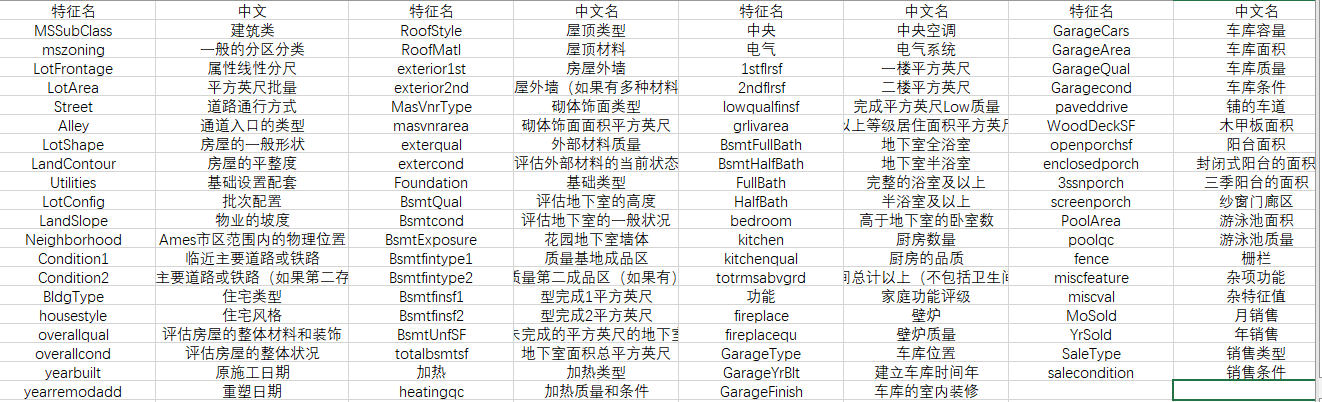 特征名 中文 特征名 中文名 特征名 中文名 特征名 中文名
MSSubClass 建筑类 RoofStyle 屋顶类型 中央 中央空调 GarageCars 车库容量
mszoning 一般的分区分类 RoofMatl 屋顶材料 电气 电气系统 GarageArea 车库面积
LotFrontage 属性线性分尺 exterior1st 房屋外墙 1stflrsf 一楼平方英尺 GarageQual 车库质量
LotArea 平方英尺批量 exterior2nd 屋外墙（如果有多种材料 2ndflrsf 二楼平方英尺 Garagecond 车库条件
Street 道路通行方式 MasVnrType 砌体饰面类型 lowqualfinsf 完成平方英尺Low质量 paveddrive 铺的车道
Alley 通道入口的类型 masvnrarea 砌体饰面面积平方英尺 grlivarea 以上等级居住面积平方英尺 WoodDeckSF 木甲板面积
LotShape 房屋的一般形状 exterqual 外部材料质量 BsmtFullBath 地下室全浴室 openporchsf 阳台面积
LandContour 房屋的平整度 extercond 评估外部材料的当前状态 BsmtHalfBath 地下室半浴室 enclosedporch 封闭式阳台的面积
Utilities 基础设置配套 Foundation 基础类型 FullBath 完整的浴室及以上 3ssnporch 三季阳台的面积
LotConfig 批次配置 BsmtQual 评估地下室的高度 HalfBath 半浴室及以上 screenporch 纱窗门廊区
LandSlope 物业的坡度 Bsmtcond 评估地下室的一般状况 bedroom 高于地下室的卧室数 PoolArea 游泳池面积
Neighborhood Ames市区范围内的物理位置 BsmtExposure 花园地下室墙体 kitchen 厨房数量 poolqc 游泳池质量
Condition1 临近主要道路或铁路 Bsmtfintype1 质量基地成品区 kitchenqual 厨房的品质 fence 栅栏
Condition2 主要道路或铁路（如果第二存 Bsmtfintype2 质量第二成品区（如果有） totrmsabvgrd 间总计以上（不包括卫生间 miscfeature 杂项功能
BldgType 住宅类型 Bsmtfinsf1 型完成1平方英尺 功能 家庭功能评级 miscval 杂特征值
housestyle 住宅风格 Bsmtfinsf2 型完成2平方英尺 fireplace 壁炉 MoSold 月销售
overallqual 评估房屋的整体材料和装饰 BsmtUnfSF 未完成的平方英尺的地下室 fireplacequ 壁炉质量 YrSold 年销售
overallcond 评估房屋的整体状况 totalbsmtsf 地下室面积总平方英尺 GarageType 车库位置 SaleType 销售类型
yearbuilt 原施工日期 加热 加热类型 GarageYrBlt 建立车库时间年 salecondition 销售条件
yearremodadd 重塑日期 heatingqc 加热质量和条件 GarageFinish 车库的室内装修